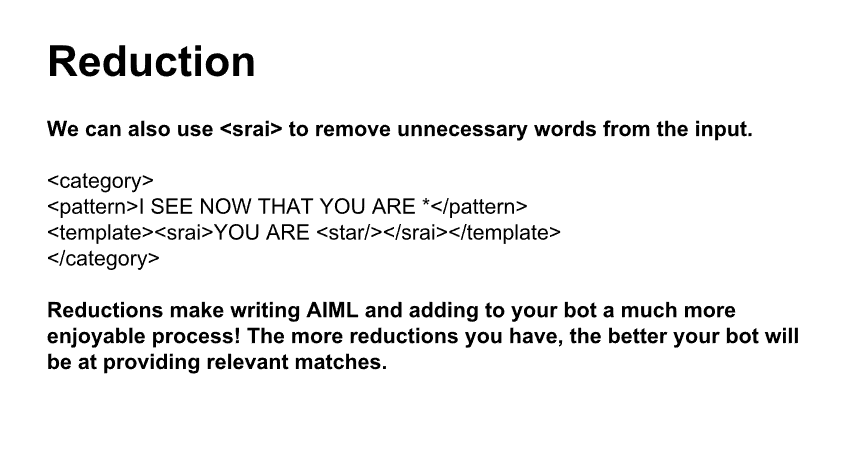 Reduction
We can also use <srai> to remove unnecessary words from the input.
<category>
<pattern>I SEE NOW THAT YOU ARE *</pattern>
<template><srai>YOU ARE <star/></srai></template>
</category>
Reductions make writing AIML and adding to your bot a much more
enjoyable process! The more reductions you have, the better your bot will
be at providing relevant matches.